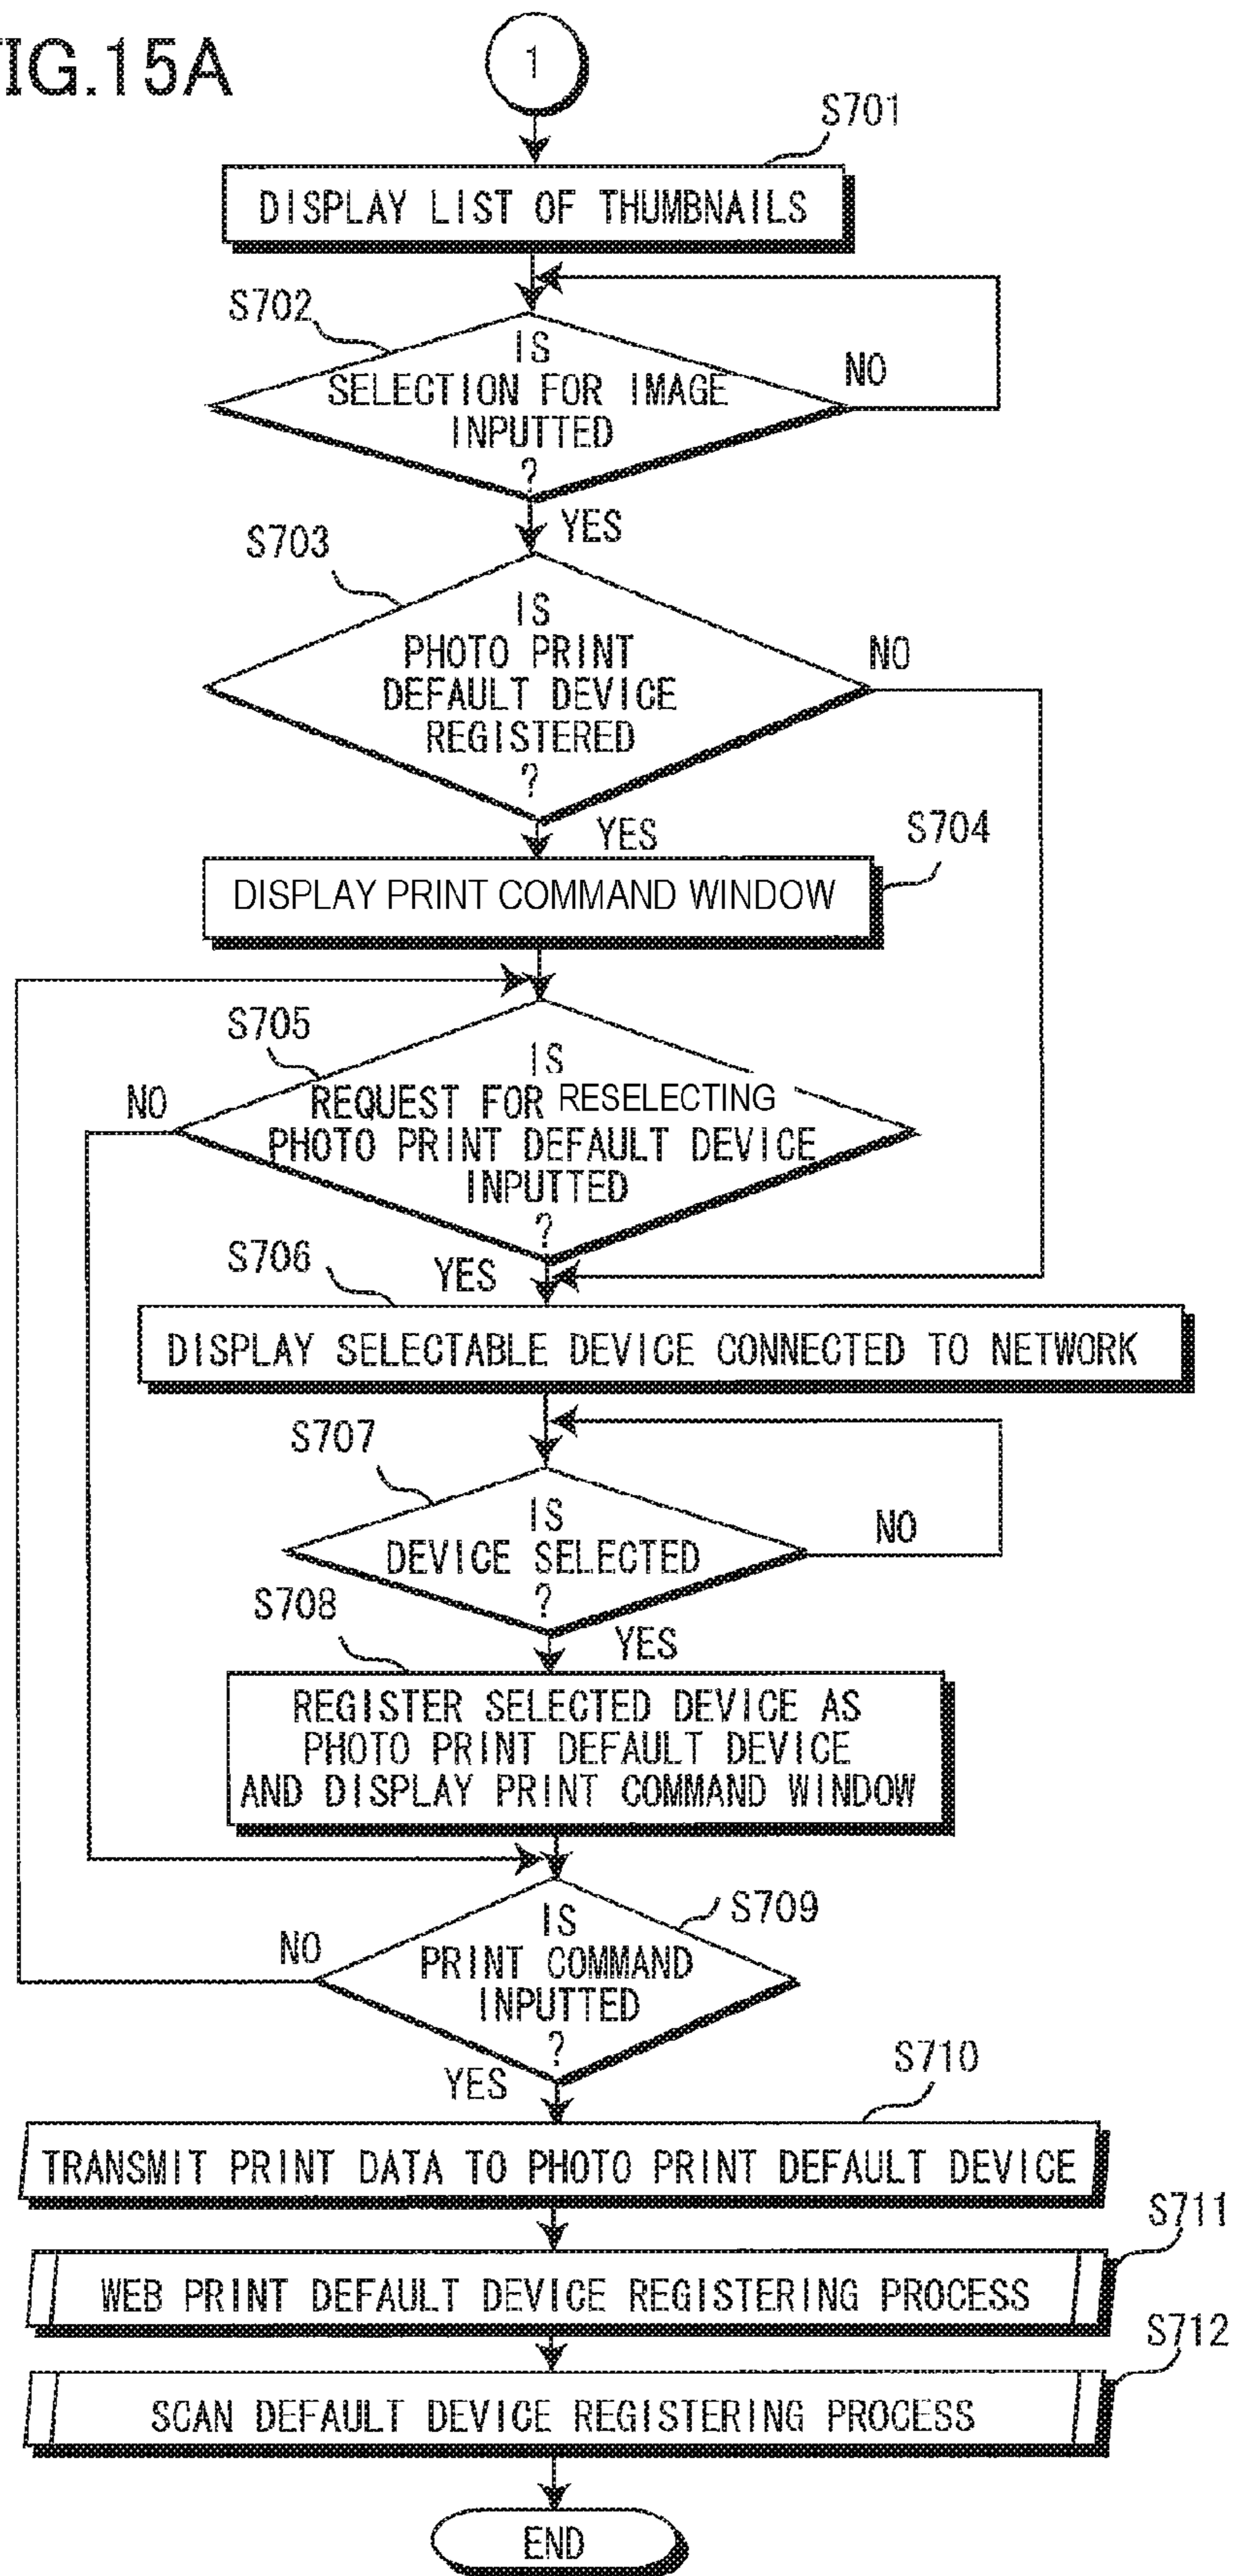 IG.15A
1
S701
DISPLAY LIST OF THUMBNAILS
S702
IS
SELECTION FOR IMAGE
INPUTTED
?
NO
YES
S703
IS
PHOTO PRINT
DEFAULT DEVICE
REGISTERED
?
NO
YES
S704
DISPLAY PRINT COMMAND WINDOW
S705
IS
REQUEST FOR RESELECTING
PHOTO PRINT DEFAULT DEVICE
INPUTTED
?
NO
YES
S706
DISPLAY SELECTABLE DEVICE CONNECTED TO NETWORK
S707
IS
DEVICE SELECTED
?
NO
YES
S708
REGISTER SELECTED DEVICE AS
PHOTO PRINT DEFAULT DEVICE
AND DISPLAY PRINT COMMAND WINDOW
S709
IS
PRINT COMMAND
INPUTTED
?
NO
YES
S710
TRANSMIT PRINT DATA TO PHOTO PRINT DEFAULT DEVICE
S711
WEB PRINT DEFAULT DEVICE REGISTERING PROCESS
S712
SCAN DEFAULT DEVICE REGISTERING PROCESS
END